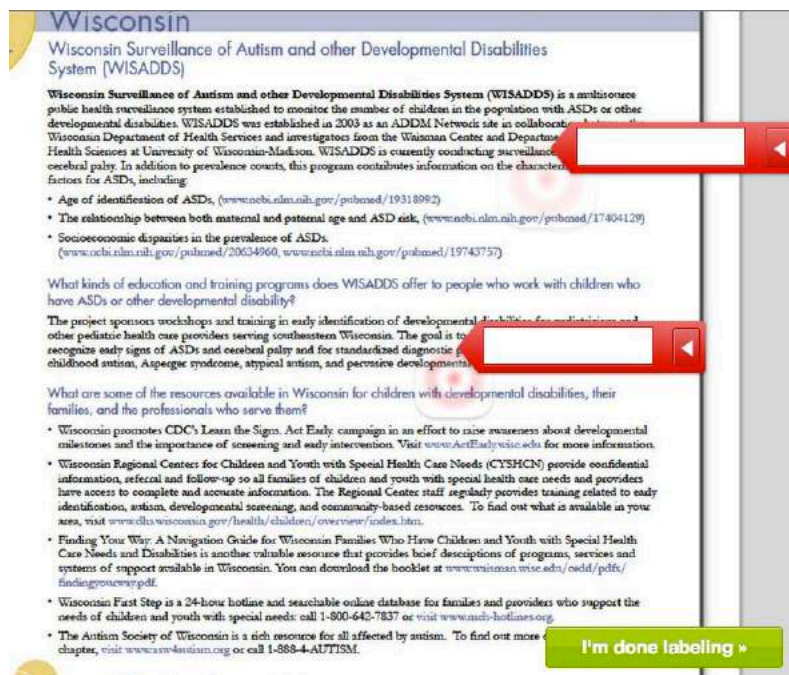 Wisconsin
Wisconsin Surveillance of Autism and other Developmental Disabilities
System (WISADDS)
Wisconsin Surveillance of Autism and other Developmental Disabilities System (WISADDS) is a multisource
public health surveillance system established to monitor the number of children in the population with ASDs or other
developmental disabilities. WISADDS was established in 2003 as an ADDM Network site in collaboration
Wisconsin Department of Health Services and investigators from the Waisman Center and
Health Sciences at University of Wisconsin-Madison. WISADDS is currently conducting surveillance
cerebral palsy. In addition to prevalence counts, this program contributes information on the
factors for ASDs, including:
• Age of identification of ASDs, (www.ncbi.nlm.nih.gov/pubmed/19318992)
• The relationship between both maternal and paternal age and ASD risk, (www.ncbi.nlm.nih.gov/pubmed/17404129)
• Socioeconomic disparities in the prevalence of ASDs.
(www.ncbi.nlm.nih.gov/pubmed/20634960, www.ncbi.nlm.nih.gov/pubmed/19743757)
What kinds of education and training programs does WISADDS offer to people who work with children who
have ASDs or other developmental disability?
The project sponsors workshops and training in early identification of developmental disabilities for pediatricians and
other pediatric health care providers serving southeastern Wisconsin. The goal is to
recognize early signs of ASDs and cerebral palsy and for standardized diagnostic
childhood autism, Asperger syndrome, atypical autism, and pervasive developmental
What are some of the resources available in Wisconsin for children with developmental disabilities, their
families, and the professionals who serve them?
• Wisconsin promotes CDC's Learn the Signs. Act Early. campaign in an effort to raise awareness about developmental
milestones and the importance of screening and early intervention. Visit www.ActEarly.wisc.edu for more information.
• Wisconsin Regional Centers for Children and Youth with Special Health Care Needs (CYSHCN) provide confidential
information, referral and follow-up so all families of children and youth with special health care needs and providers
have access to complete and accurate information. The Regional Center staff regularly provides training related to early
identification, autism, developmental screening, and community-based resources. To find out what is available in your
area, visit www.dhs.wisconsin.gov/health/children/overview/index.htm.
• Finding Your Way: A Navigation Guide for Wisconsin Families Who Have Children and Youth with Special Health
Care Needs and Disabilities is another valuable resource that provides brief descriptions of programs, services and
systems of support available in Wisconsin. You can download the booklet at www.waisman.wisc.edu/cedd/pdfs/
findingyourway.pdf.
• Wisconsin First Step is a 24-hour hotline and searchable online database for families and providers who support the
needs of children and youth with special needs: call 1-800-642-7837 or visit www.mch-hotlines.org.
• The Autism Society of Wisconsin is a rich resource for all affected by autism. To find out more
chapter, visit www.asw4autism.org or call 1-888-4-AUTISM.
I'm done labeling »